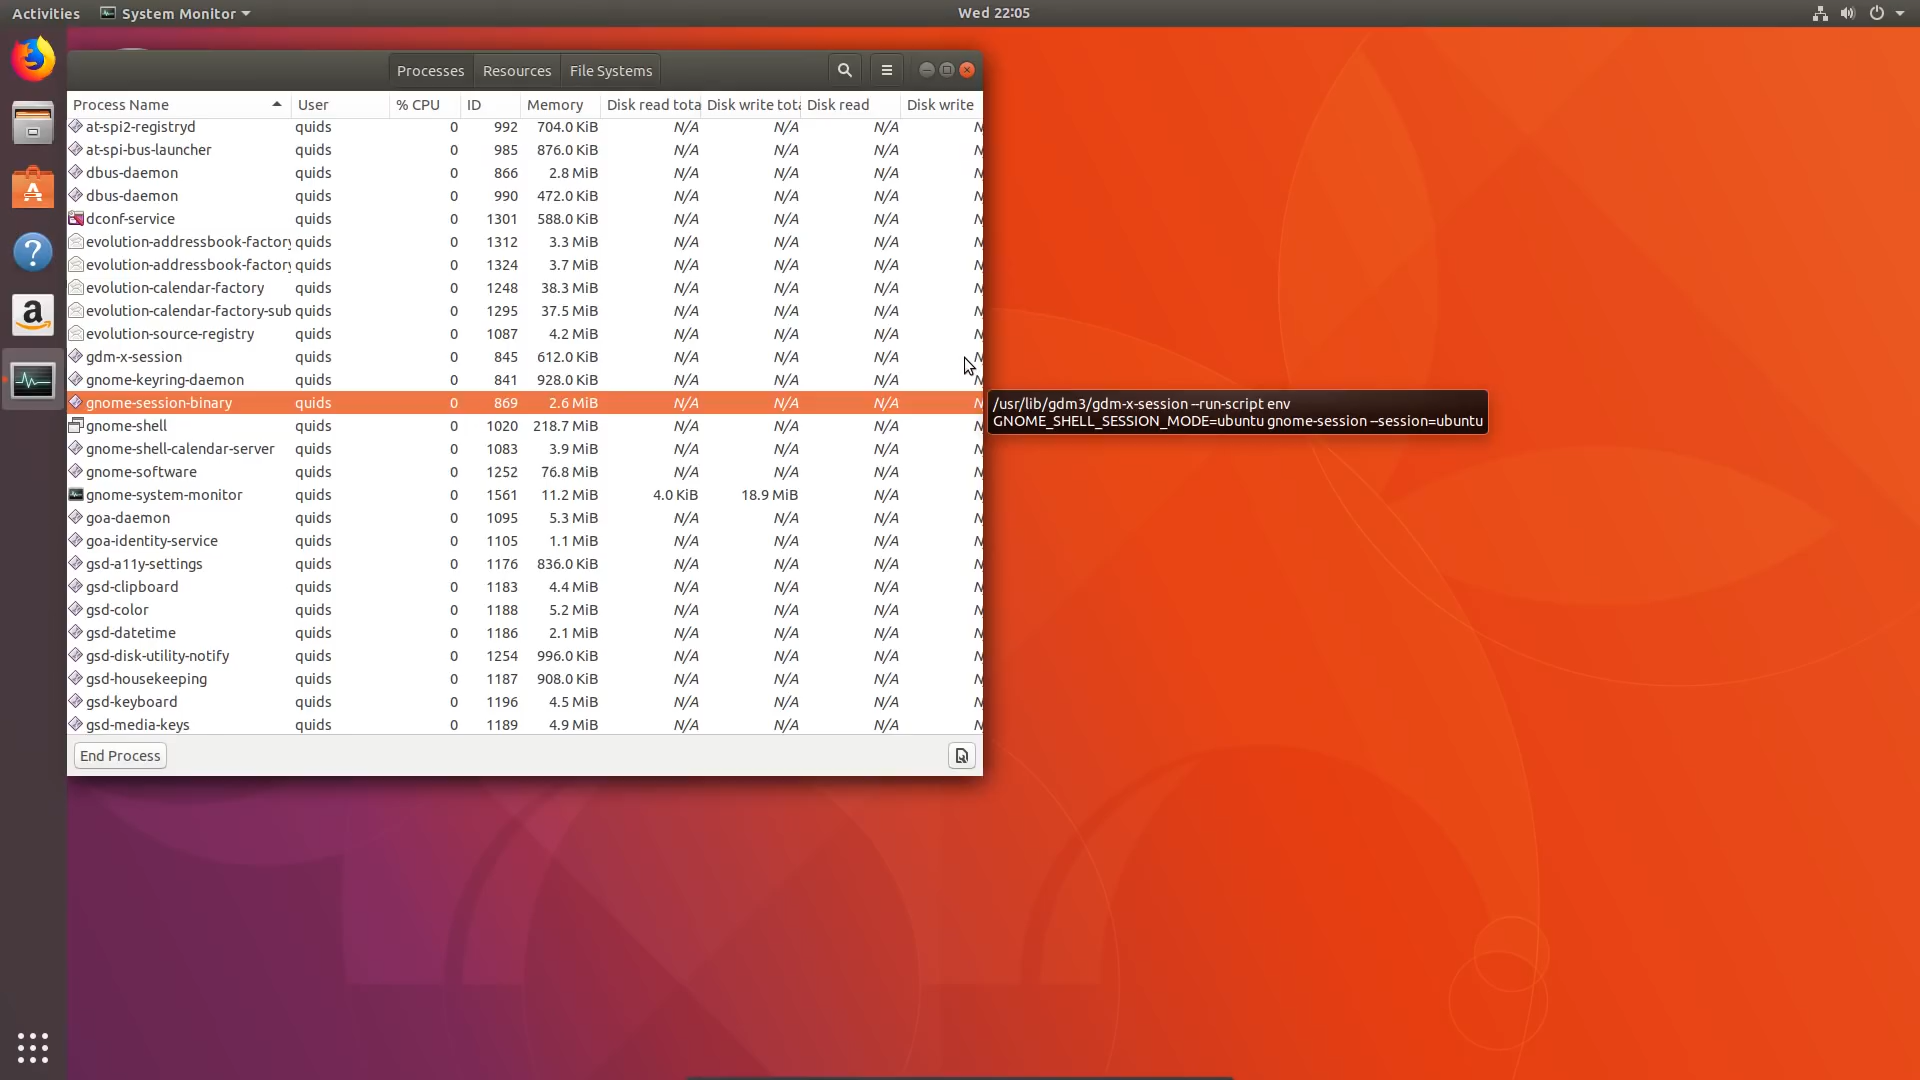 Activities System Monitor Wed 22:05
Processes Resources File Systems
Process Name User % CPU ID Memory Disk read tota Disk write tota Disk read Disk write
at-spi2-registryd quids 0 992 704.0 KiB N/A N/A N/A N
at-spi-bus-launcher quids 0 985 876.0 KiB N/A N/A N/A N
dbus-daemon quids 0 866 2.8 MiB N/A N/A N/A N
dbus-daemon quids 0 990 472.0 KiB N/A N/A N/A N
dconf-service quids 0 1301 588.0 KiB N/A N/A N/A N
evolution-addressbook-factory quids 0 1312 3.3 MiB N/A N/A N/A N
evolution-addressbook-factory quids 0 1324 3.7 MiB N/A N/A N/A N
evolution-calendar-factory quids 0 1248 38.3 MiB N/A N/A N/A N
evolution-calendar-factory-sub quids 0 1295 37.5 MiB N/A N/A N/A N
evolution-source-registry quids 0 1087 4.2 MiB N/A N/A N/A N
gdm-x-session quids 0 845 612.0 KiB N/A N/A N/A N
gnome-keyring-daemon quids 0 841 928.0 KiB N/A N/A N/A N
gnome-session-binary quids 0 869 2.6 MiB N/A N/A N/A N
/usr/lib/gdm3/gdm-x-session --run-script env
GNOME_SHELL_SESSION_MODE=ubuntu gnome-session --session=ubuntu
gnome-shell quids 0 1020 218.7 MiB N/A N/A N/A N
gnome-shell-calendar-server quids 0 1083 3.9 MiB N/A N/A N/A N
gnome-software quids 0 1252 76.8 MiB N/A N/A N/A N
gnome-system-monitor quids 0 1561 11.2 MiB 4.0 KiB 18.9 MiB N/A N
goa-daemon quids 0 1095 5.3 MiB N/A N/A N/A N
goa-identity-service quids 0 1105 1.1 MiB N/A N/A N/A N
gsd-a11y-settings quids 0 1176 836.0 KiB N/A N/A N/A N
gsd-clipboard quids 0 1183 4.4 MiB N/A N/A N/A N
gsd-color quids 0 1188 5.2 MiB N/A N/A N/A N
gsd-datetime quids 0 1186 2.1 MiB N/A N/A N/A N
gsd-disk-utility-notify quids 0 1254 996.0 KiB N/A N/A N/A N
gsd-housekeeping quids 0 1187 908.0 KiB N/A N/A N/A N
gsd-keyboard quids 0 1196 4.5 MiB N/A N/A N/A N
gsd-media-keys quids 0 1189 4.9 MiB N/A N/A N/A N
End Process